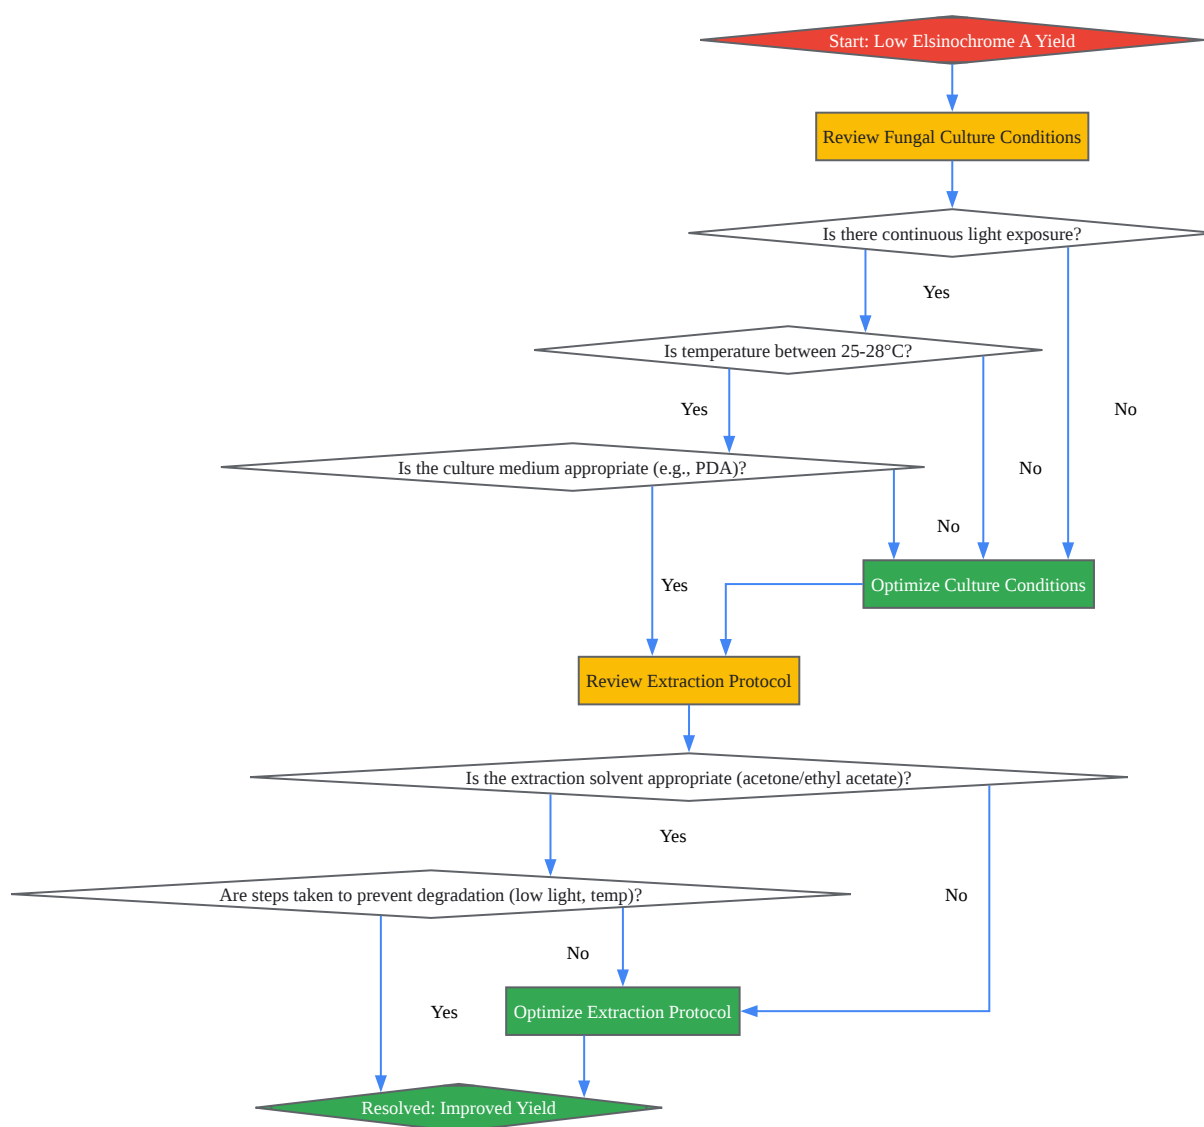 Start: Low Elsinochrome A Yield
Review Fungal Culture Conditions
Is there continuous light exposure?
Yes
Is temperature between 25-28°C?
Yes
No
Is the culture medium appropriate (e.g., PDA)?
No
No
Yes
Optimize Culture Conditions
Review Extraction Protocol
Is the extraction solvent appropriate (acetone/ethyl acetate)?
Yes
Are steps taken to prevent degradation (low light, temp)?
No
No
Yes
Optimize Extraction Protocol
Resolved: Improved Yield